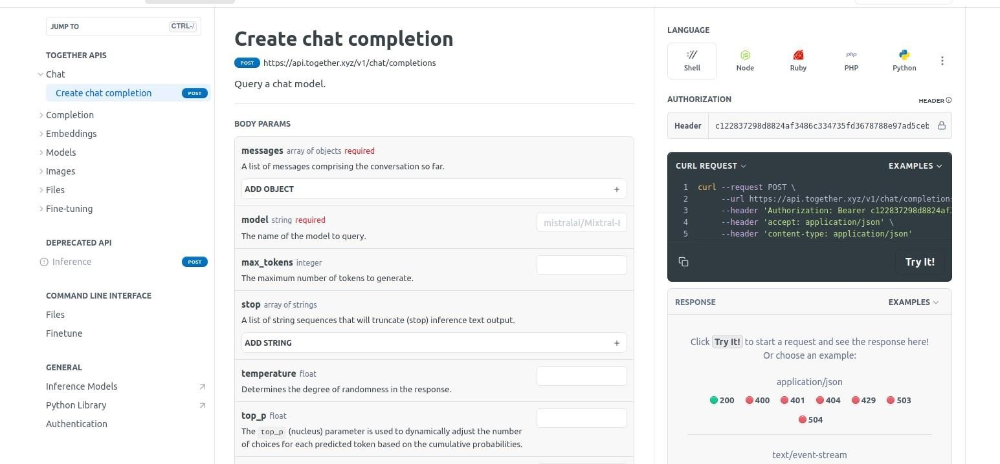 JUMP TO CTRL-/
TOGETHER APIS
Chat
Create chat completion POST
Completion
Embeddings
Models
Images
Files
Fine-tuning
DEPRECATED API
Inference POST
COMMAND LINE INTERFACE
Files
Finetune
GENERAL
Inference Models
Python Library
Authentication
Create chat completion
POST https://api.together.xyz/v1/chat/completions
Query a chat model.
BODY PARAMS
messages array of objects required
A list of messages comprising the conversation so far.
ADD OBJECT +
model string required mistralai/Mixtral-8
The name of the model to query.
max_tokens integer
The maximum number of tokens to generate.
stop array of strings
A list of string sequences that will truncate (stop) inference text output.
ADD STRING +
temperature float
Determines the degree of randomness in the response.
top_p float
The top_p (nucleus) parameter is used to dynamically adjust the number
of choices for each predicted token based on the cumulative probabilities.
LANGUAGE
Shell Node Ruby php PHP Python
AUTHORIZATION HEADER
Header c122837298d8824af3486c334735fd3678788e97ad5ceb
CURL REQUEST EXAMPLES
1 curl --request POST \
2 --url https://api.together.xyz/v1/chat/completions
3 --header 'Authorization: Bearer c122837298d8824af3
4 --header 'accept: application/json' \
5 --header 'content-type: application/json'
Try It!
RESPONSE EXAMPLES
Click Try It! to start a request and see the response here!
Or choose an example:
application/json
200 400 401 404 429 503
504
text/event-stream